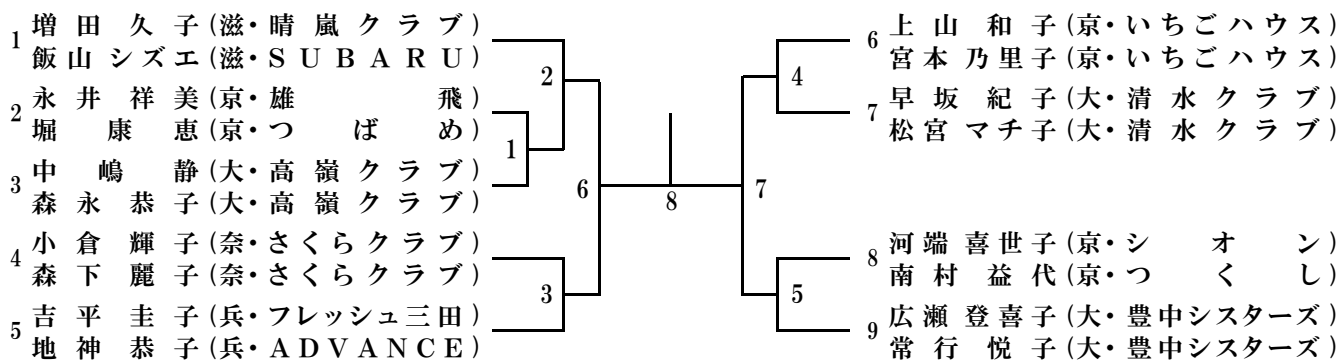 1 増田久子(滋・晴嵐クラブ)
飯山シズエ(滋・SUBARU)
2 永井祥美(京・雄飛)
堀康恵(京・つばめ)
3 中嶋静(大・高嶺クラブ)
森永恭子(大・高嶺クラブ)
4 小倉輝子(奈・さくらクラブ)
森下麗子(奈・さくらクラブ)
5 吉平圭子(兵・フレッシュ三田)
地神恭子(兵・ADVANCE)
2
1
3
6
8
7
4
5
6 上山和子(京・いちごハウス)
宮本乃里子(京・いちごハウス)
7 早坂紀子(大・清水クラブ)
松宮マチ子(大・清水クラブ)
8 河端喜世子(京・シオン)
南村益代(京・つくし)
9 広瀬登喜子(大・豊中シスターズ)
常行悦子(大・豊中シスターズ)